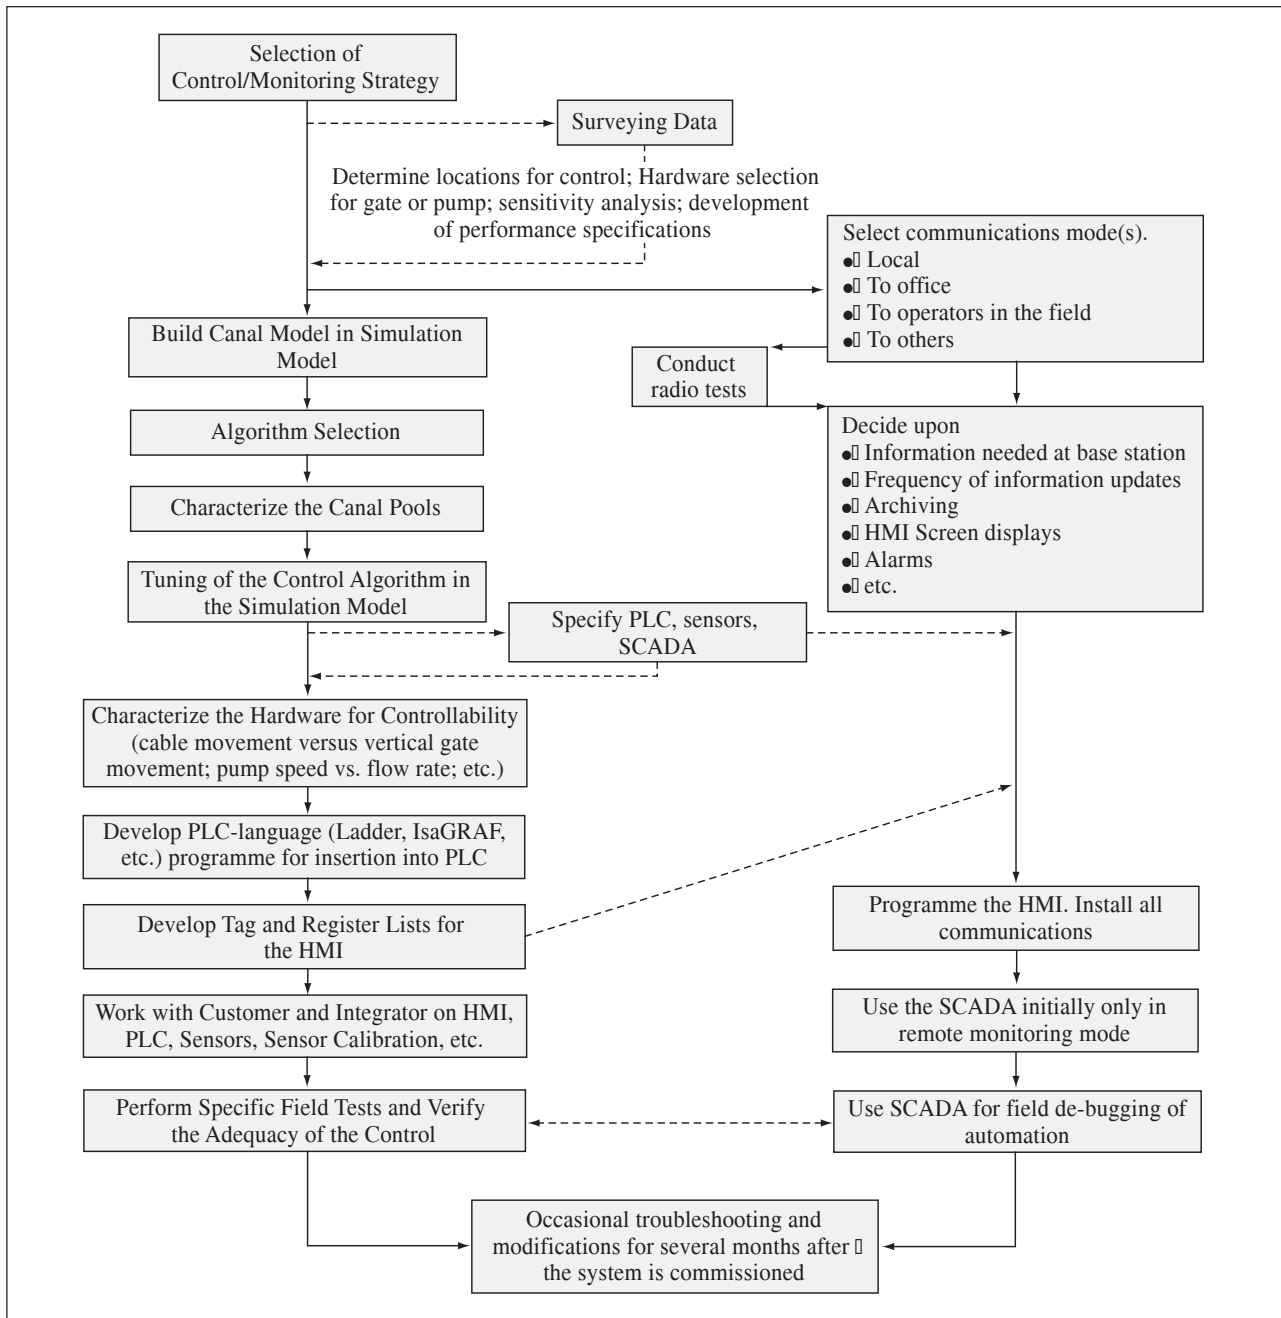 Selection of
Control/Monitoring Strategy
Surveying Data
Determine locations for control; Hardware selection
for gate or pump; sensitivity analysis; development
of performance specifications
Select communications mode(s).
● Local
● To office
● To operators in the field
● To others
Build Canal Model in Simulation
Model
Conduct
radio tests
Algorithm Selection
Decide upon
● Information needed at base station
● Frequency of information updates
● Archiving
● HMI Screen displays
● Alarms
● etc.
Characterize the Canal Pools
Tuning of the Control Algorithm in
the Simulation Model
Specify PLC, sensors,
SCADA
Characterize the Hardware for Controllability
(cable movement versus vertical gate
movement; pump speed vs. flow rate; etc.)
Develop PLC-language (Ladder, IsaGRAF,
etc.) programme for insertion into PLC
Develop Tag and Register Lists for
the HMI
Programme the HMI. Install all
communications
Work with Customer and Integrator on HMI,
PLC, Sensors, Sensor Calibration, etc.
Use the SCADA initially only in
remote monitoring mode
Perform Specific Field Tests and Verify
the Adequacy of the Control
Use SCADA for field de-bugging of
automation
Occasional troubleshooting and
modifications for several months after
the system is commissioned